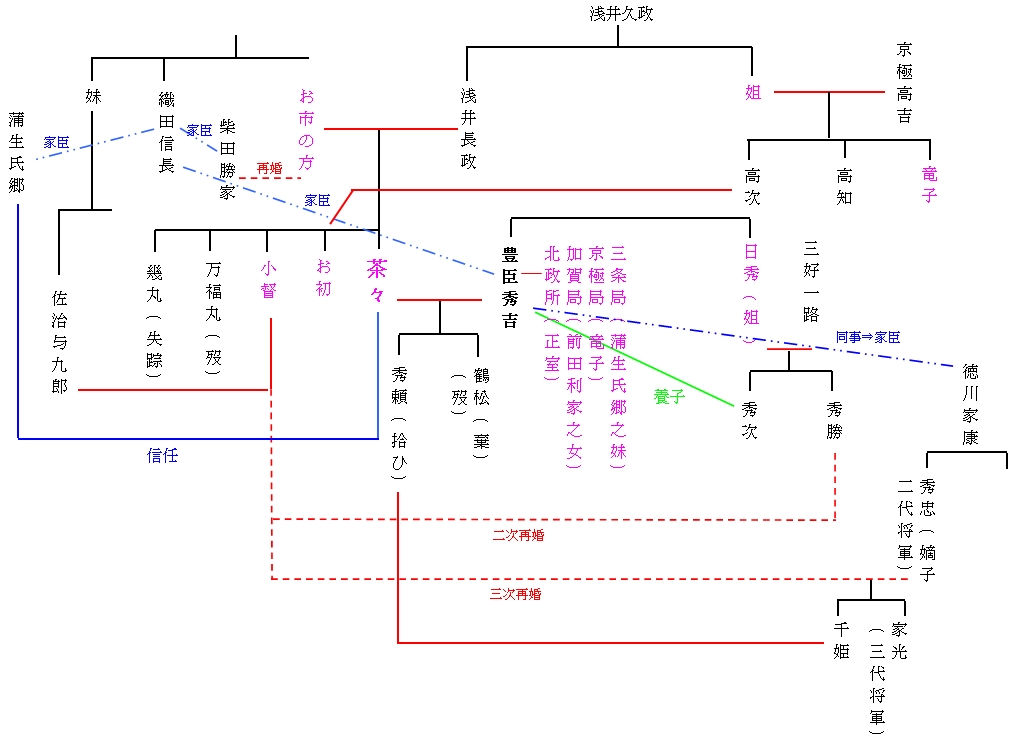 浅井久政
京極高吉
姐
浅井長政
お市の方
柴田勝家
織田信長
妹
蒲生氏郷
家臣
家臣
再婚
家臣
高次
高知
竜子
三好一路
日秀（姐）
三条局（蒲生氏郷之妹）
京極局（竜子）
加賀局（前田利家之女）
北政所（正室）
豊臣秀吉
茶々
お初
小督
万福丸（殁）
幾丸（失踪）
佐治与九郎
同事⇒家臣
徳川家康
養子
秀勝
秀次
鶴松（棄）
（殁）
秀頼（拾ひ）
信任
秀忠（嫡子
二代将軍）
二次再婚
三次再婚
家光
（三代将軍）
千姫